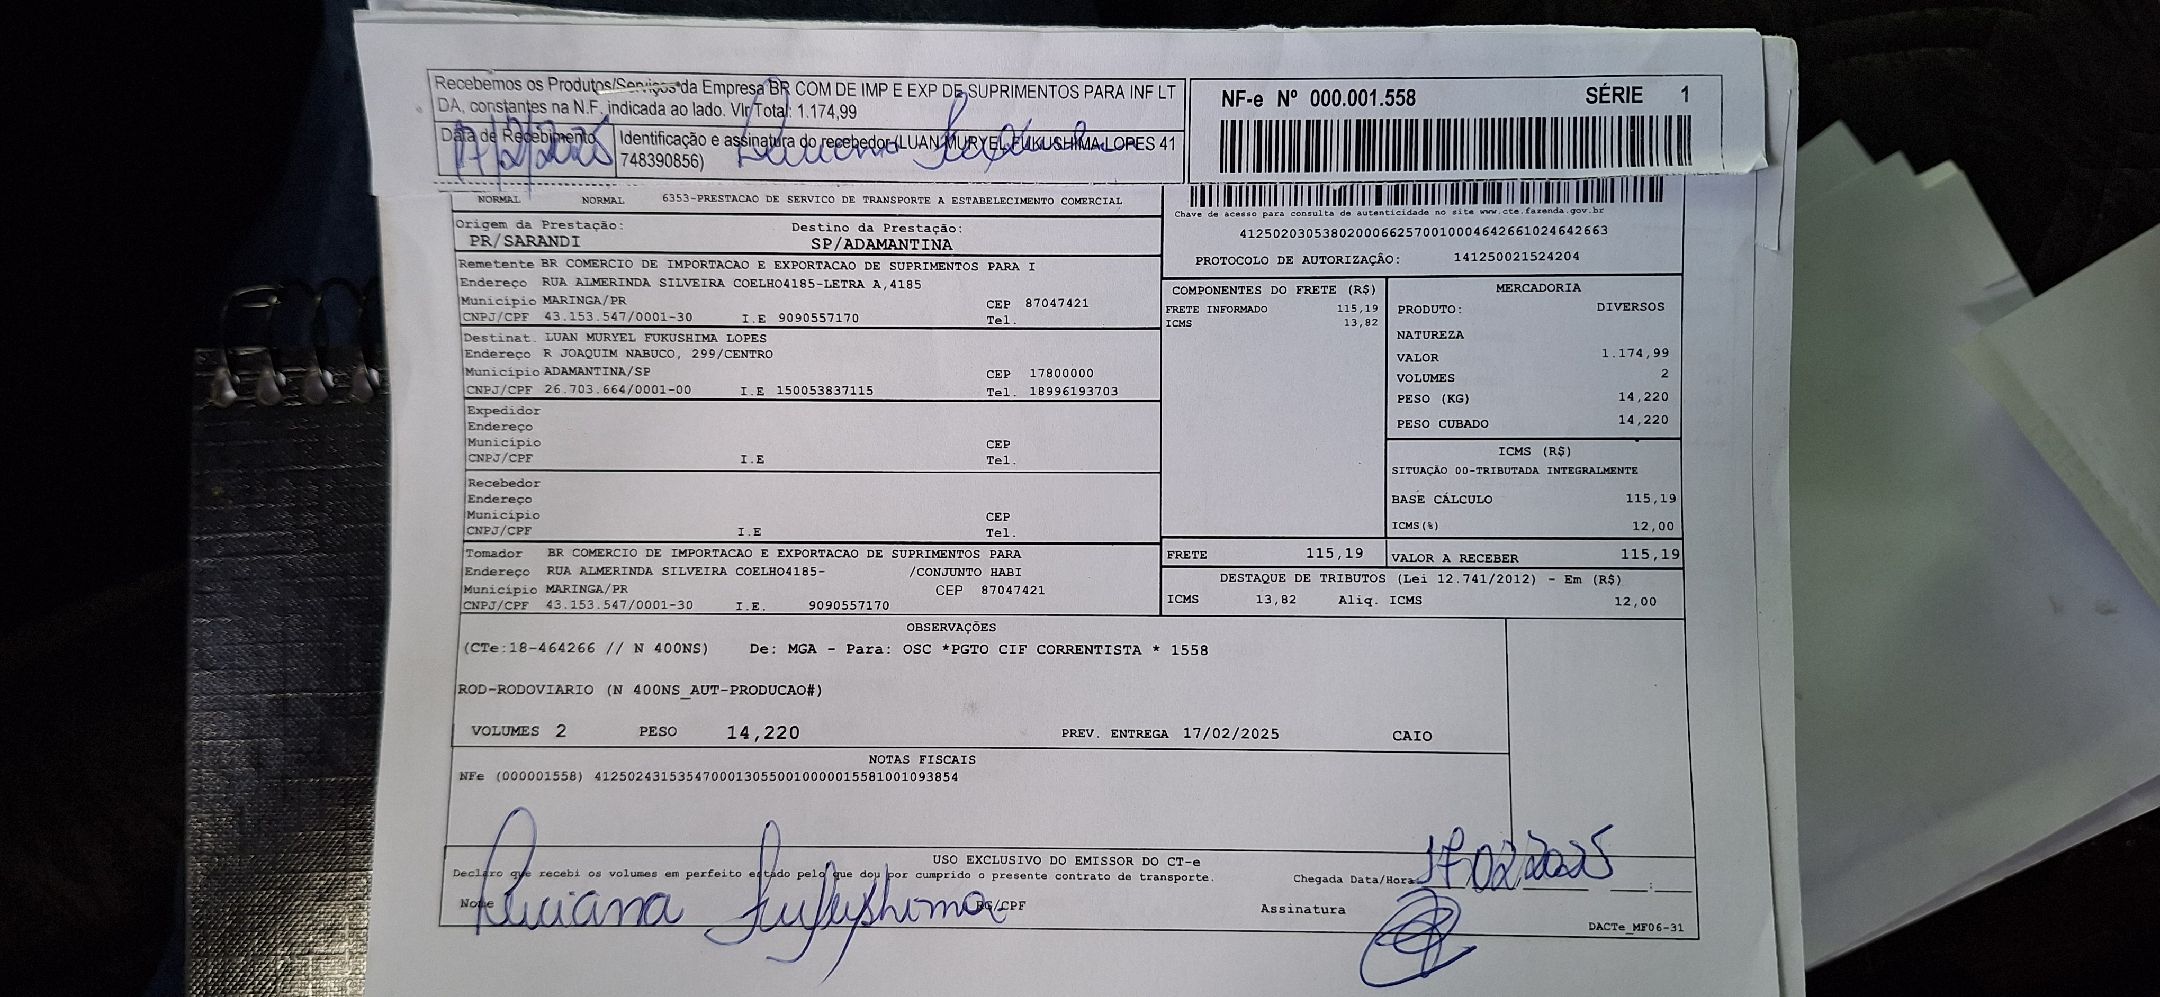 Recebemos os Produtos/Serviços da Empresa BR COM DE IMP E EXP DE SUPRIMENTOS PARA INF LT
DA, constantes na N.F. indicada ao lado. Vlr Total: 1.174,99
Data de Recebimento
17/2/2025
Identificação e assinatura do recebedor (LUAN MURYEL FUKUSHIMA LOPES 41
748390856)
Luciana Fukushima
NF-e Nº 000.001.558 SÉRIE 1
NORMAL NORMAL 6353-PRESTACAO DE SERVICO DE TRANSPORTE A ESTABELECIMENTO COMERCIAL
Origem da Prestação: Destino da Prestação:
PR/SARANDI SP/ADAMANTINA
Chave de acesso para consulta de autenticidade no site www.cte.fazenda.gov.br
41250203053802000662570010004642661024642663
PROTOCOLO DE AUTORIZAÇÃO: 141250021524204
Remetente BR COMERCIO DE IMPORTACAO E EXPORTACAO DE SUPRIMENTOS PARA I
Endereço RUA ALMERINDA SILVEIRA COELHO4185-LETRA A,4185
Município MARINGA/PR CEP 87047421
CNPJ/CPF 43.153.547/0001-30 I.E 9090557170 Tel.
Destinat. LUAN MURYEL FUKUSHIMA LOPES
Endereço R JOAQUIM NABUCO, 299/CENTRO
Município ADAMANTINA/SP CEP 17800000
CNPJ/CPF 26.703.664/0001-00 I.E 150053837115 Tel. 18996193703
Expedidor
Endereço
Município CEP
CNPJ/CPF I.E Tel.
Recebedor
Endereço
Município CEP
CNPJ/CPF I.E Tel.
Tomador BR COMERCIO DE IMPORTACAO E EXPORTACAO DE SUPRIMENTOS PARA
Endereço RUA ALMERINDA SILVEIRA COELHO4185- /CONJUNTO HABI
Município MARINGA/PR CEP 87047421
CNPJ/CPF 43.153.547/0001-30 I.E. 9090557170
COMPONENTES DO FRETE (R$)
FRETE INFORMADO 115,19
ICMS 13,82
MERCADORIA
PRODUTO: DIVERSOS
NATUREZA
VALOR 1.174,99
VOLUMES 2
PESO (KG) 14,220
PESO CUBADO 14,220
ICMS (R$)
SITUAÇÃO 00-TRIBUTADA INTEGRALMENTE
BASE CÁLCULO 115,19
ICMS(%) 12,00
FRETE 115,19 VALOR A RECEBER 115,19
DESTAQUE DE TRIBUTOS (Lei 12.741/2012) - Em (R$)
ICMS 13,82 Aliq. ICMS 12,00
OBSERVAÇÕES
(CTe:18-464266 // N 400NS) De: MGA - Para: OSC *PGTO CIF CORRENTISTA * 1558
ROD-RODOVIARIO (N 400NS_AUT-PRODUCAO#)
VOLUMES 2 PESO 14,220 PREV. ENTREGA 17/02/2025 CAIO
NOTAS FISCAIS
NFe (000001558) 41250243153547000130550010000015581001093854
USO EXCLUSIVO DO EMISSOR DO CT-e
Declaro que recebi os volumes em perfeito estado pelo que dou por cumprido o presente contrato de transporte.
Chegada Data/Hora 17 02 2025 :
Nome Luciana Fukushima RG/CPF Assinatura
DACTe_MF06-31